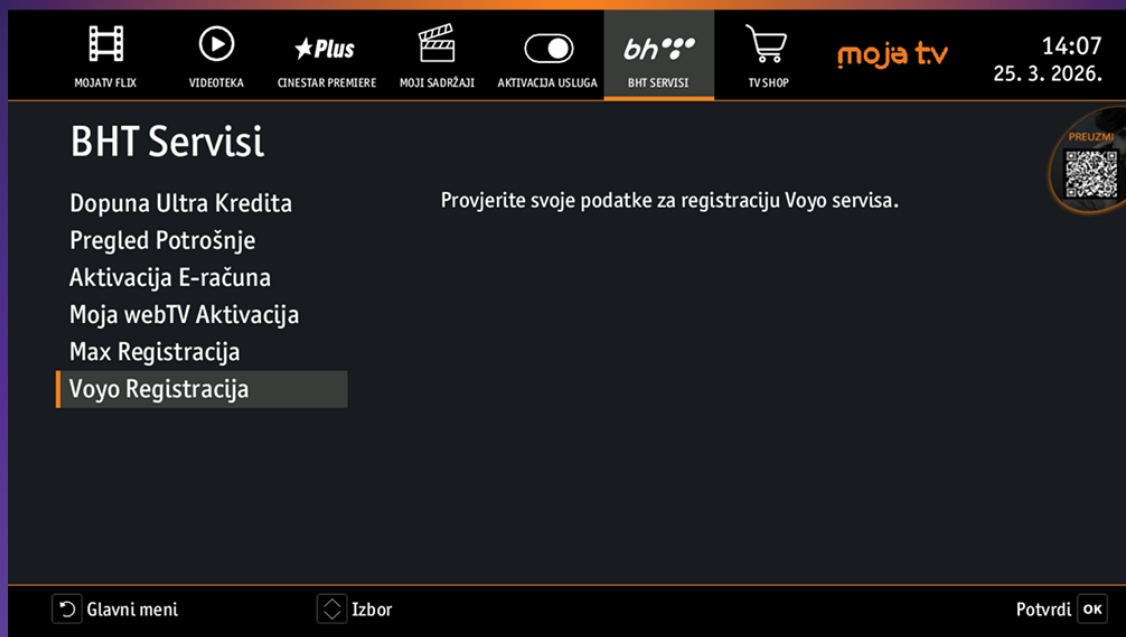 Plus
bh
moja tv
14:07
MOJATV FLIX
VIDEOTEKA
CINESTAR PREMIERE
MOJI SADRŽAJI
AKTIVACIJA USLUGA
BHT SERVISI
TV SHOP
25. 3. 2026.
BHT Servisi
PREUZMI
Dopuna Ultra Kredita
Provjerite svoje podatke za registraciju Voyo servisa.
Pregled Potrošnje
Aktivacija E-računa
Moja webTV Aktivacija
Max Registracija
Voyo Registracija
Glavni meni
Izbor
Potvrdi
OK